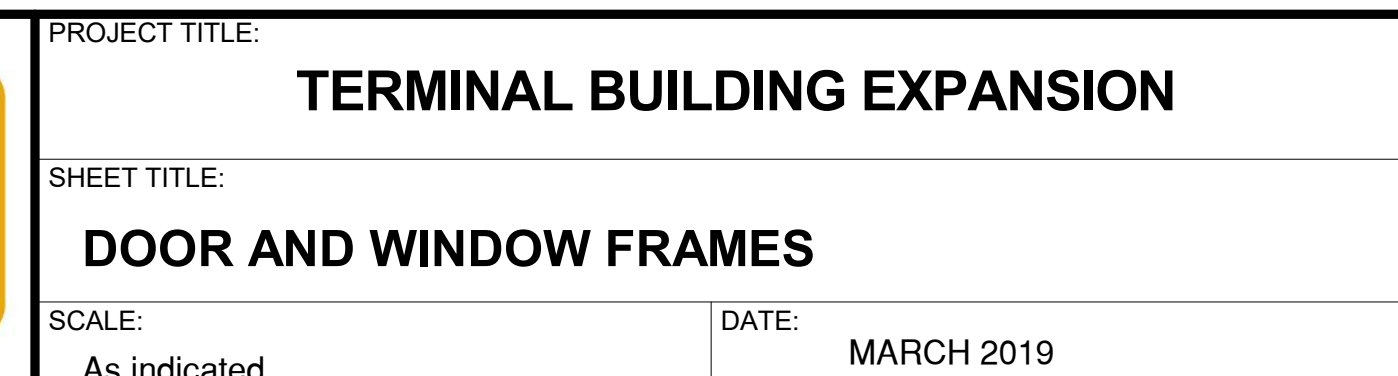 PROJECT TITLE:
TERMINAL BUILDING EXPANSION
SHEET TITLE:
DOOR AND WINDOW FRAMES
SCALE:
As indicated
DATE:
MARCH 2019